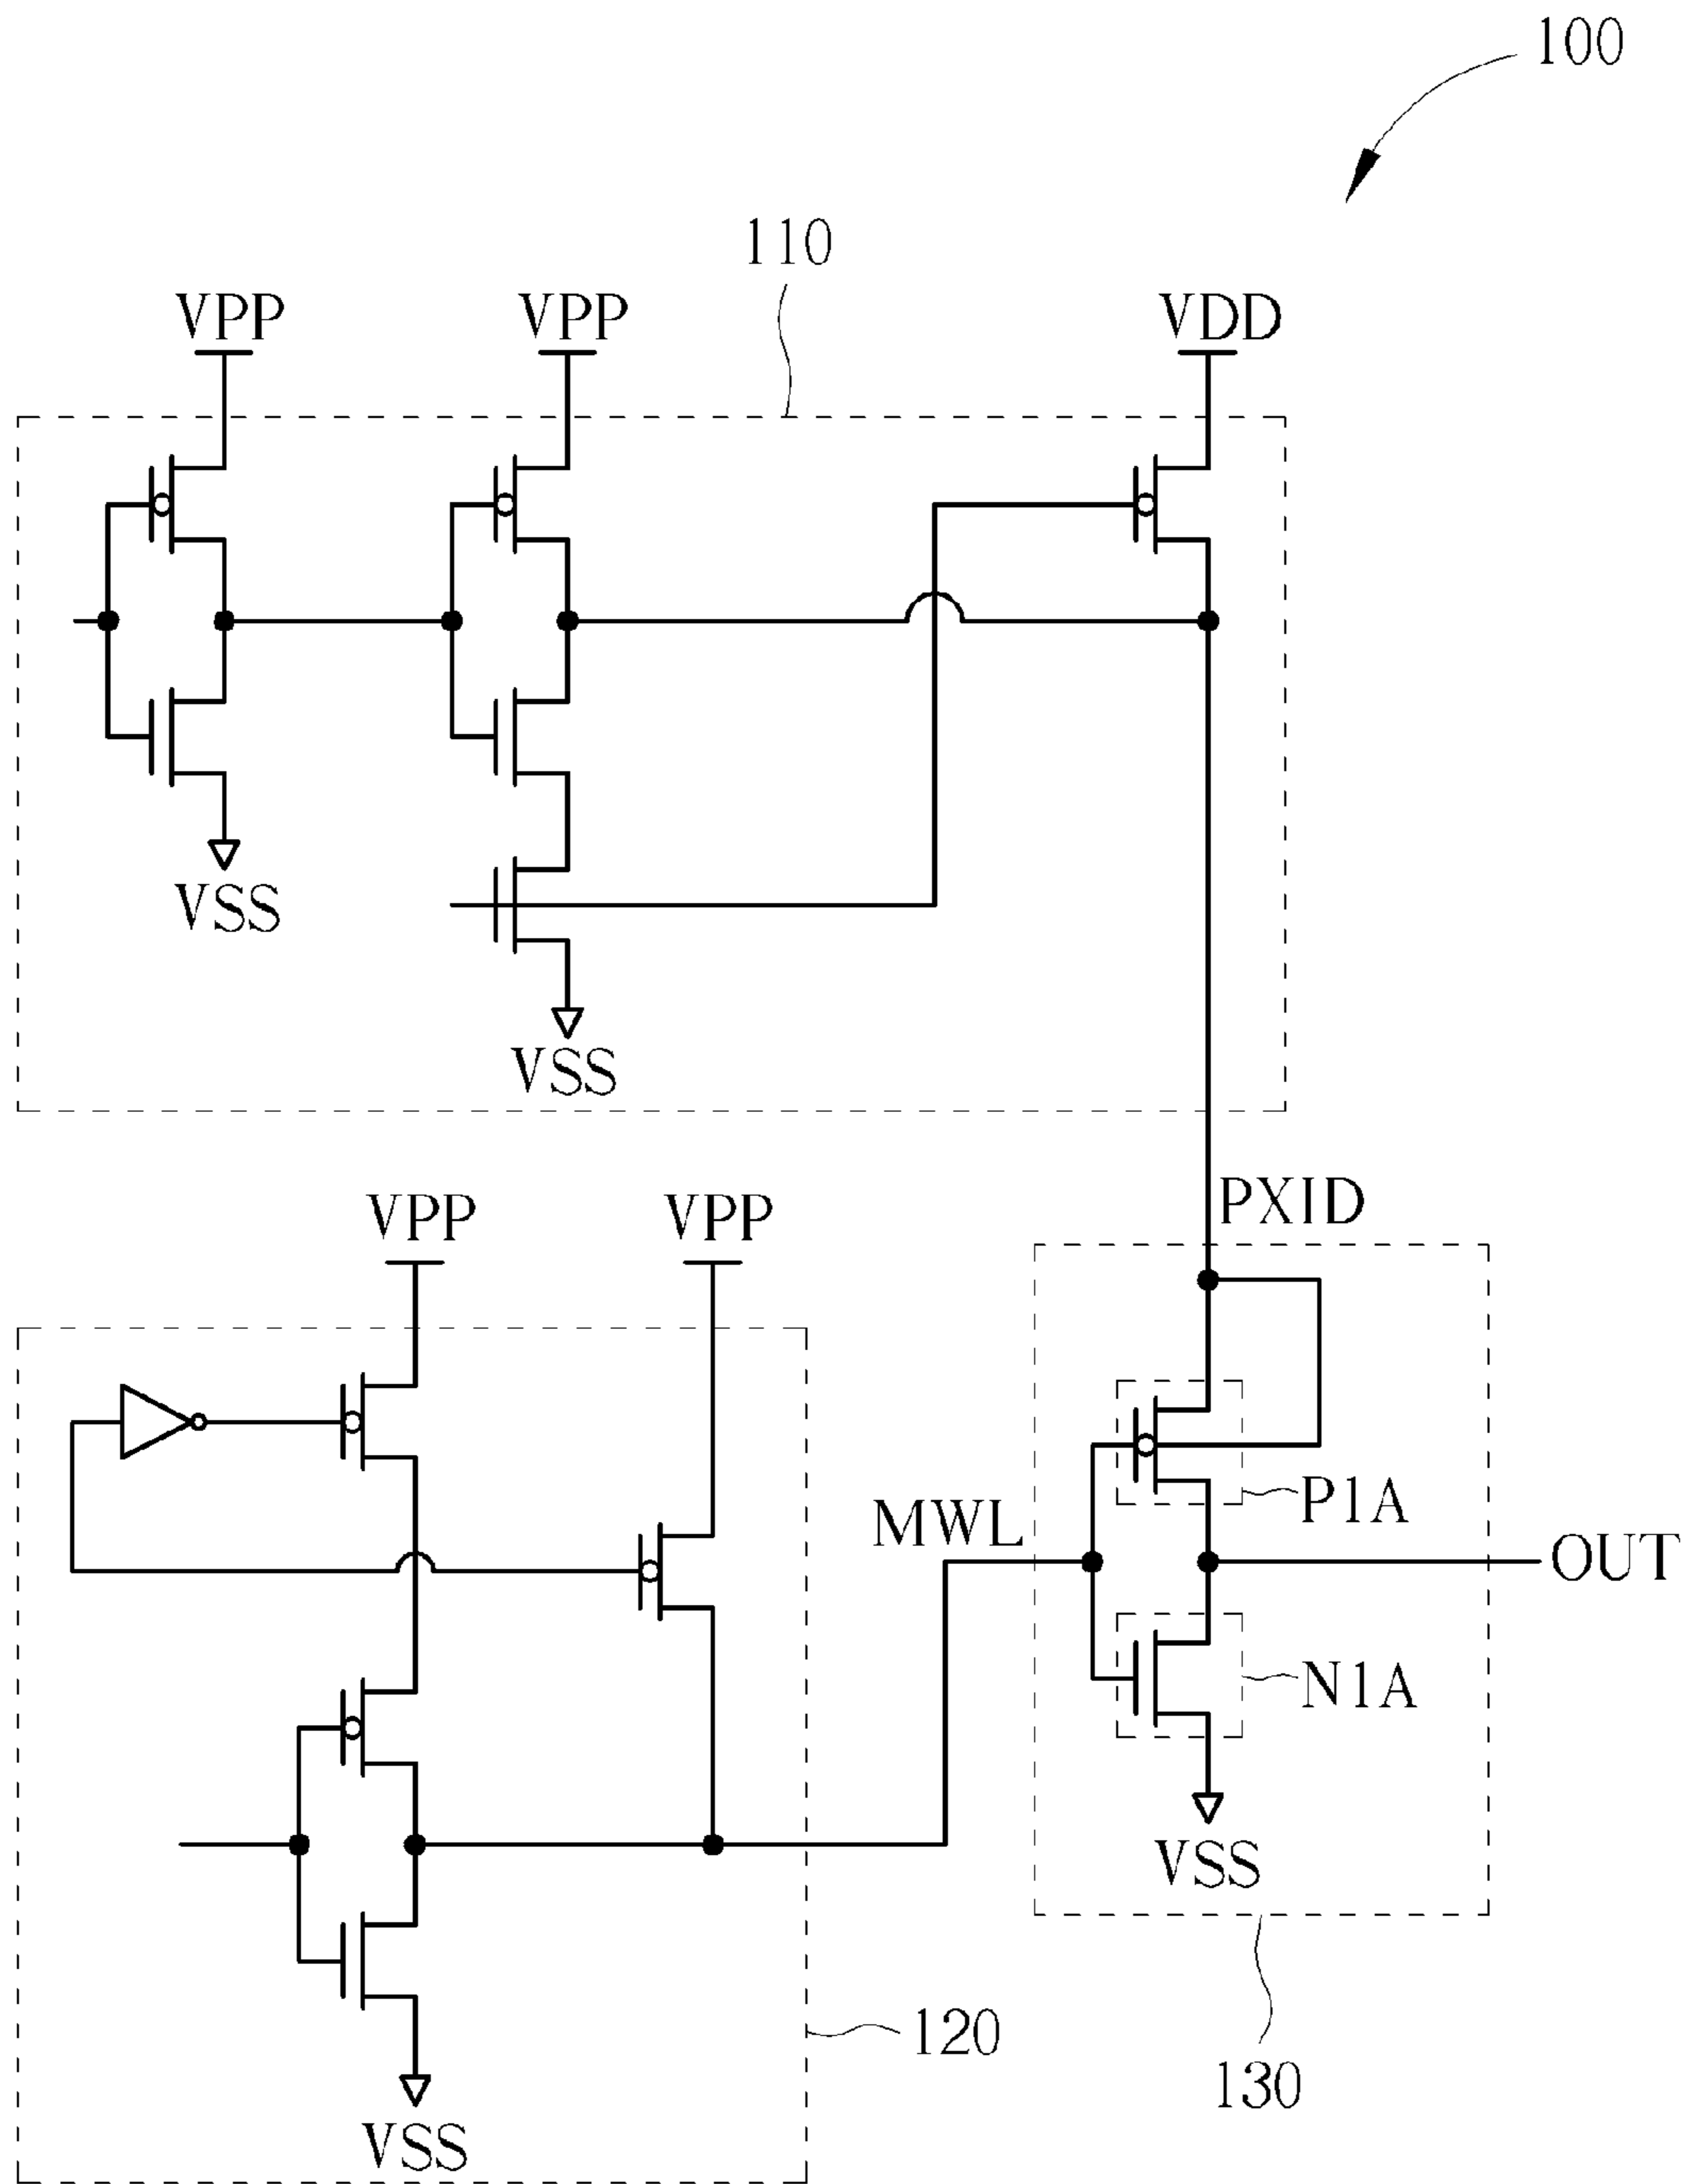 100
110
VPP VPP VDD
VSS
VSS
PXID
VPP VPP
P1A
MWL
OUT
N1A
VSS
120
130
VSS